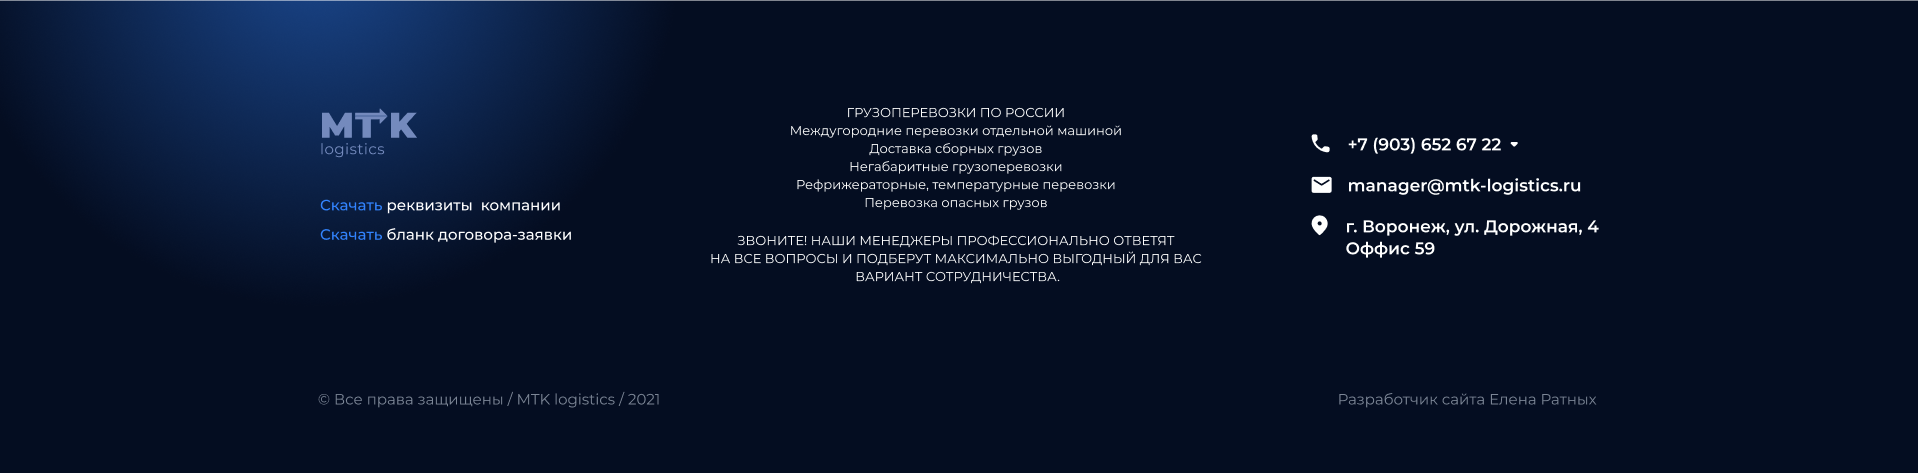 МТК
logistics
Скачать реквизиты  компании
Скачать бланк договора-заявки
ГРУЗОПЕРЕВОЗКИ ПО РОССИИ
Междугородние перевозки отдельной машиной
Доставка сборных грузов
Негабаритные грузоперевозки
Рефрижераторные, температурные перевозки
Перевозка опасных грузов
ЗВОНИТЕ! НАШИ МЕНЕДЖЕРЫ ПРОФЕССИОНАЛЬНО ОТВЕТЯТ
НА ВСЕ ВОПРОСЫ И ПОДБЕРУТ МАКСИМАЛЬНО ВЫГОДНЫЙ ДЛЯ ВАС
ВАРИАНТ СОТРУДНИЧЕСТВА.
+7 (903) 652 67 22
manager@mtk-logistics.ru
г. Воронеж, ул. Дорожная, 4
Оффис 59
© Все права защищены / MTK logistics / 2021
Разработчик сайта Елена Ратных